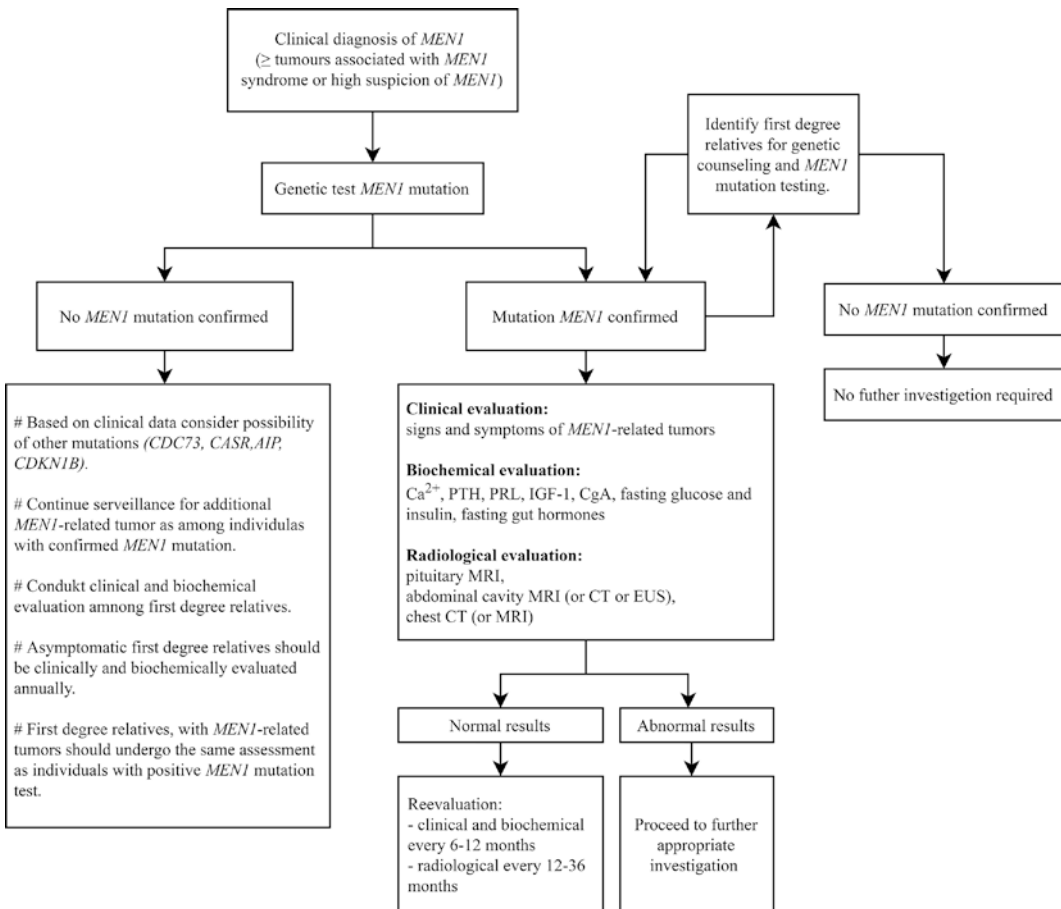 Clinical diagnosis of MEN1
(≥ tumours associated with MEN1
syndrome or high suspicion of MEN1)
Identify first degree
relatives for genetic
counseling and MEN1
mutation testing.
Genetic test MEN1 mutation
No MEN1 mutation confirmed
Mutation MEN1 confirmed
No MEN1 mutation confirmed
No futher investigetion required
# Based on clinical data consider possibility
of other mutations (CDC73, CASR,AIP,
CDKN1B).
# Continue serveillance for additional
MEN1-related tumor as among individulas
with confirmed MEN1 mutation.
# Condukt clinical and biochemical
evaluation amnong first degree relatives.
# Asymptomatic first degree relatives should
be clinically and biochemically evaluated
annually.
# First degree relatives, with MEN1-related
tumors should undergo the same assessment
as individuals with positive MEN1 mutation
test.
Clinical evaluation:
signs and symptoms of MEN1-related tumors
Biochemical evaluation:
Ca²⁺, PTH, PRL, IGF-1, CgA, fasting glucose and
insulin, fasting gut hormones
Radiological evaluation:
pituitary MRI,
abdominal cavity MRI (or CT or EUS),
chest CT (or MRI)
Normal results
Abnormal results
Reevaluation:
- clinical and biochemical
every 6-12 months
- radiological every 12-36
months
Proceed to further
appropriate
investigation